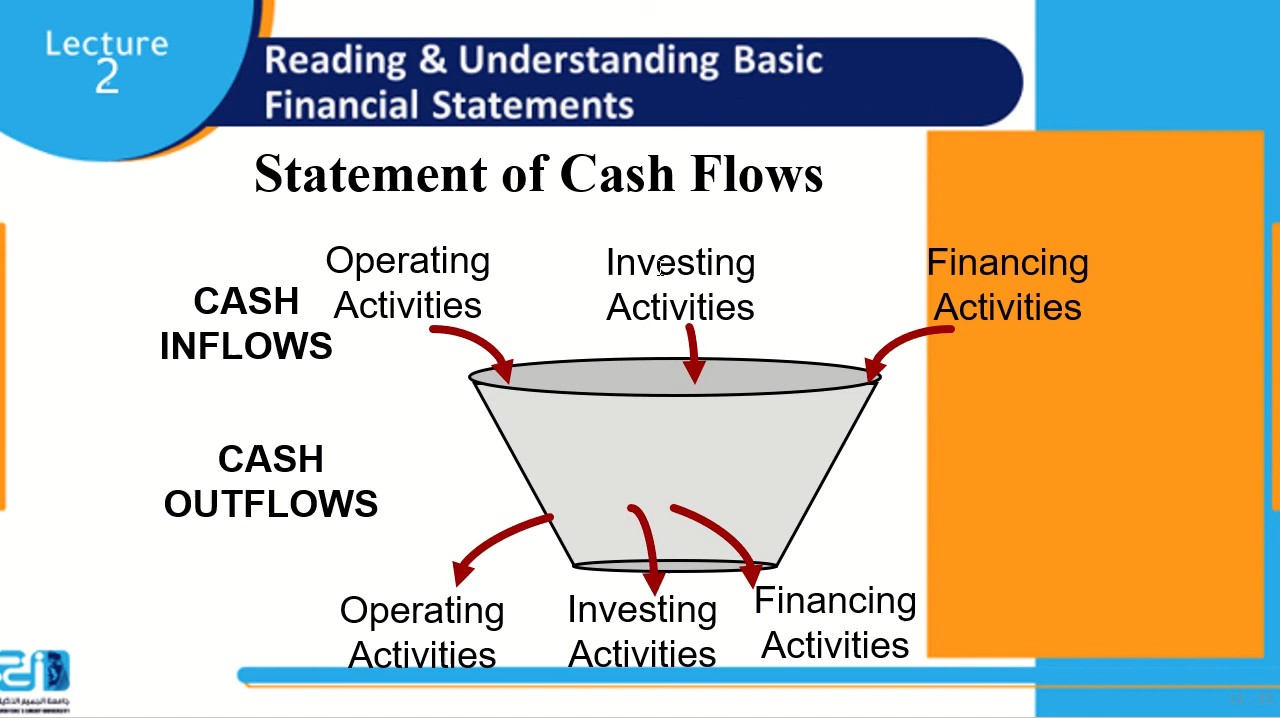 Lecture
2
Reading & Understanding Basic
Financial Statements
Statement of Cash Flows
Operating
Activities
Investing
Activities
Financing
Activities
CASH
INFLOWS
CASH
OUTFLOWS
Operating
Activities
Investing
Activities
Financing
Activities